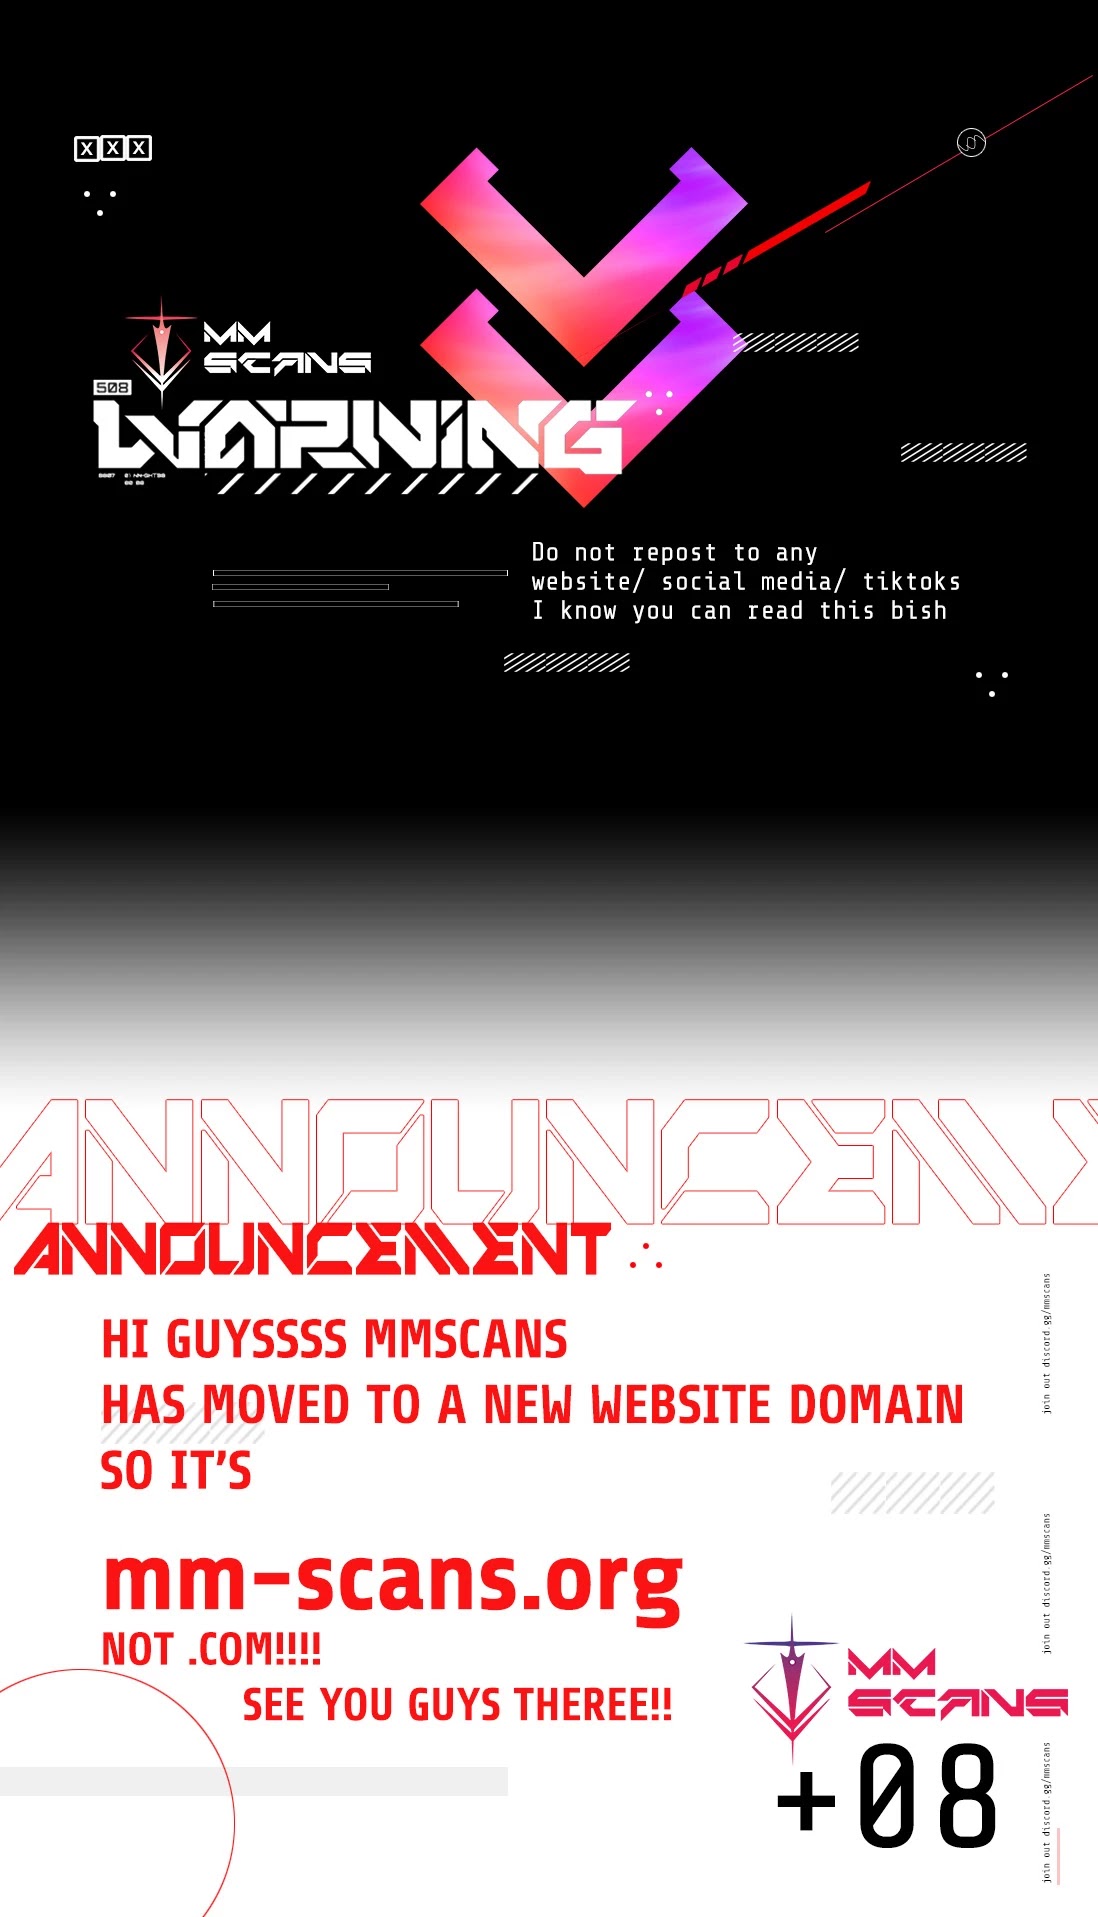 XXX
MM
SCANS
508
WARNING
Do not repost to any
website/ social media/ tiktoks
I know you can read this bish
ANNOUNCEME
ANNOUNCEMENT
HI GUYSSSS MMSCANS
HAS MOVED TO A NEW WEBSITE DOMAIN
SO IT'S
mm-scans.org
NOT .COM!!!!
SEE YOU GUYS THEREE!!
MM
SCANS
+08
join out discord gg/mmscans
join out discord.gg/mmscans
join out discord gg/mmscans